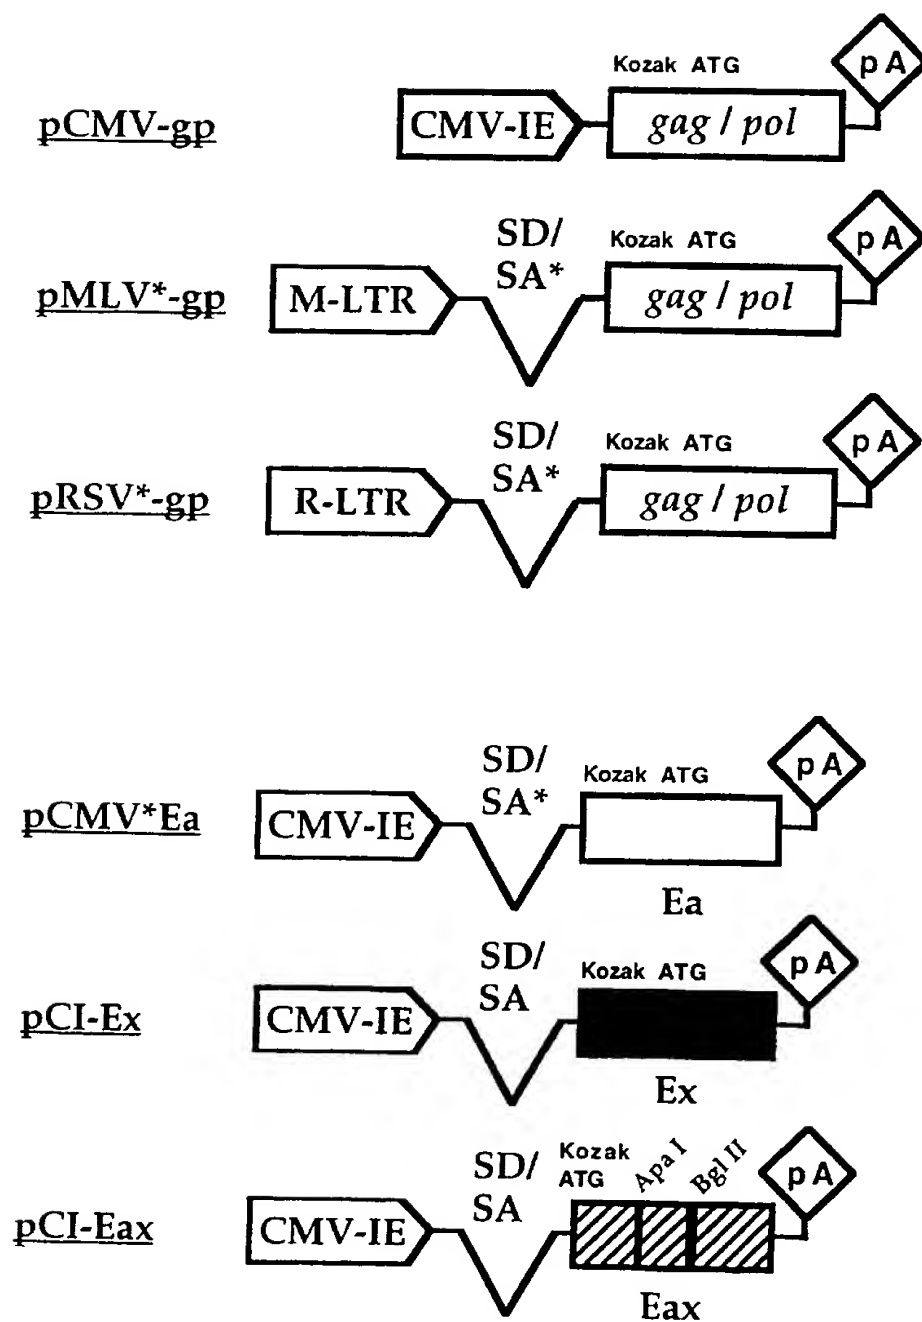 Kozak ATG
pA
pCMV-gp
CMV-IE
gag / pol
SD/
SA*
Kozak ATG
pA
pMLV*-gp
M-LTR
gag / pol
SD/
SA*
Kozak ATG
pA
pRSV*-gp
R-LTR
gag / pol
SD/
SA*
Kozak ATG
pA
pCMV*Ea
CMV-IE
Ea
SD/
SA
Kozak ATG
pA
pCI-Ex
CMV-IE
Ex
SD/
SA
Kozak
ATG
Apa I
Bgl II
pA
pCI-Eax
CMV-IE
Eax